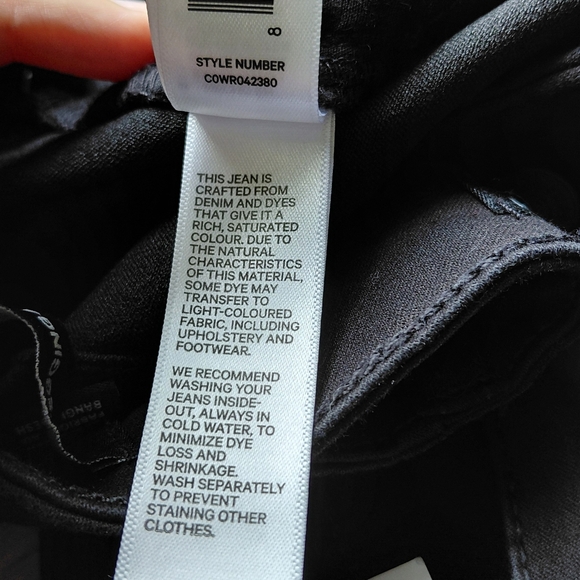 8
STYLE NUMBER
C0WR042380
THIS JEAN IS
CRAFTED FROM
DENIM AND DYES
THAT GIVE IT A
RICH, SATURATED
COLOUR. DUE TO
THE NATURAL
CHARACTERISTICS
OF THIS MATERIAL,
SOME DYE MAY
TRANSFER TO
LIGHT-COLOURED
FABRIC, INCLUDING
UPHOLSTERY AND
FOOTWEAR.
WE RECOMMEND
WASHING YOUR
JEANS INSIDE-
OUT, ALWAYS IN
COLD WATER, TO
MINIMIZE DYE
LOSS AND
SHRINKAGE.
WASH SEPARATELY
TO PREVENT
STAINING OTHER
CLOTHES.